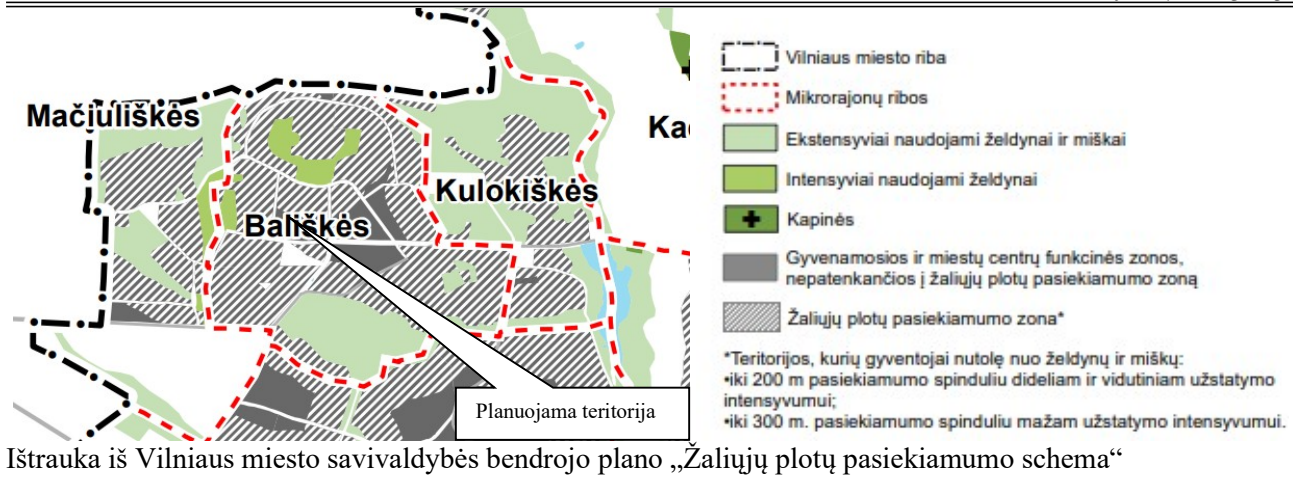 Mačiuliškės
Ka
Kulokiškės
Bališkės
Planuojama teritorija
Vilniaus miesto riba
Mikrorajonų ribos
Ekstensyviai naudojami želdynai ir miškai
Intensyviai naudojami želdynai
Kapinės
Gyvenamosios ir miestų centrų funkcinės zonos,
nepatenkančios į žaliųjų plotų pasiekiamumo zoną
Žaliųjų plotų pasiekiamumo zona*
*Teritorijos, kurių gyventojai nutolę nuo želdynų ir miškų:
•iki 200 m pasiekiamumo spinduliu dideliam ir vidutiniam užstatymo
intensyvumui;
•iki 300 m. pasiekiamumo spinduliu mažam užstatymo intensyvumui.
Ištrauka iš Vilniaus miesto savivaldybės bendrojo plano „Žaliųjų plotų pasiekiamumo schema“